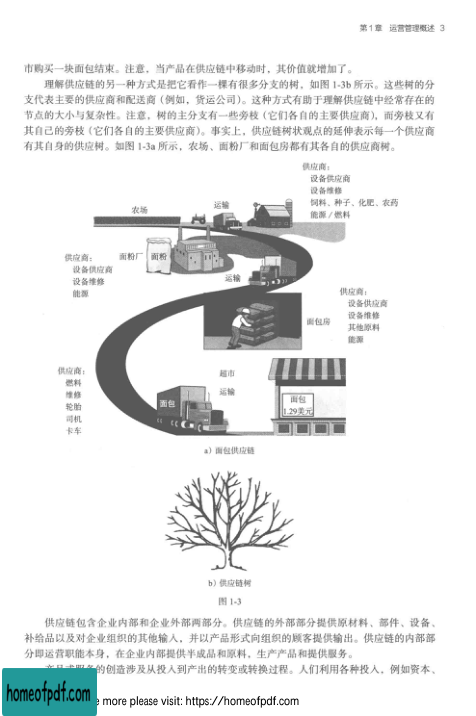 第1章 运营管理概述 3
市购买一块面包结束。注意，当产品在供应链中移动时，其价值就增加了。
理解供应链的另一种方式是把它看作一棵有很多分支的树，如图 1-3b 所示。这些树的分
支代表主要的供应商和配送商（例如，货运公司）。这种方式有助于理解供应链中经常存在的
节点的大小与复杂性。注意，树的主分支有一些旁枝（它们各自的主要供应商），而旁枝又有
其自己的旁枝（它们各自的主要供应商）。事实上，供应链树状观点的延伸表示每一个供应商
有其自身的供应树。如图 1-3a 所示，农场、面粉厂和面包房都有其各自的供应商树。
供应商：
设备供应商
设备维修
饲料、种子、化肥、农药
能源/燃料
农场
运输
供应商：
设备供应商
设备维修
能源
面粉厂
面粉
运输
供应商：
设备供应商
设备维修
其他原料
能源
面包房
供应商：
燃料
维修
轮胎
司机
卡车
超市
运输
面包
面包
1.29美元
a）面包供应链
b）供应链树
图 1-3
供应链包含企业内部和企业外部两部分。供应链的外部部分提供原材料、部件、设备、
补给品以及对企业组织的其他输入，并以产品形式向组织的顾客提供输出。供应链的内部部
分即运营职能本身，在企业内部提供半成品和原料，生产产品和提供服务。
的创造涉及从投入到产出的转变或转换过程。人们利用各种投入，例如资本、
homeofpdf.com
more please visit: https://homeofpdf.com